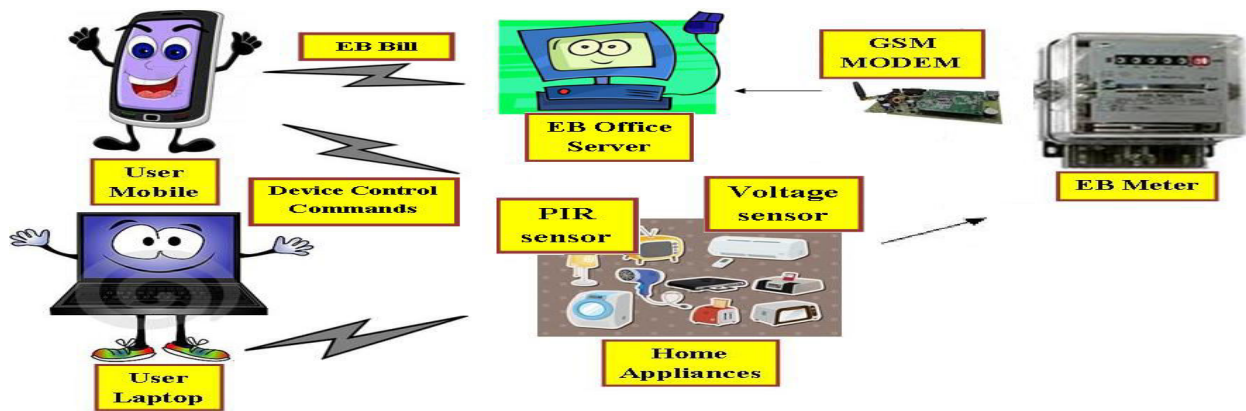 EB Bill
GSM
MODEM
EB Office
Server
User
Mobile
Device Control
Commands
EB Meter
Voltage
sensor
PIR
sensor
Home
Appliances
User
Laptop